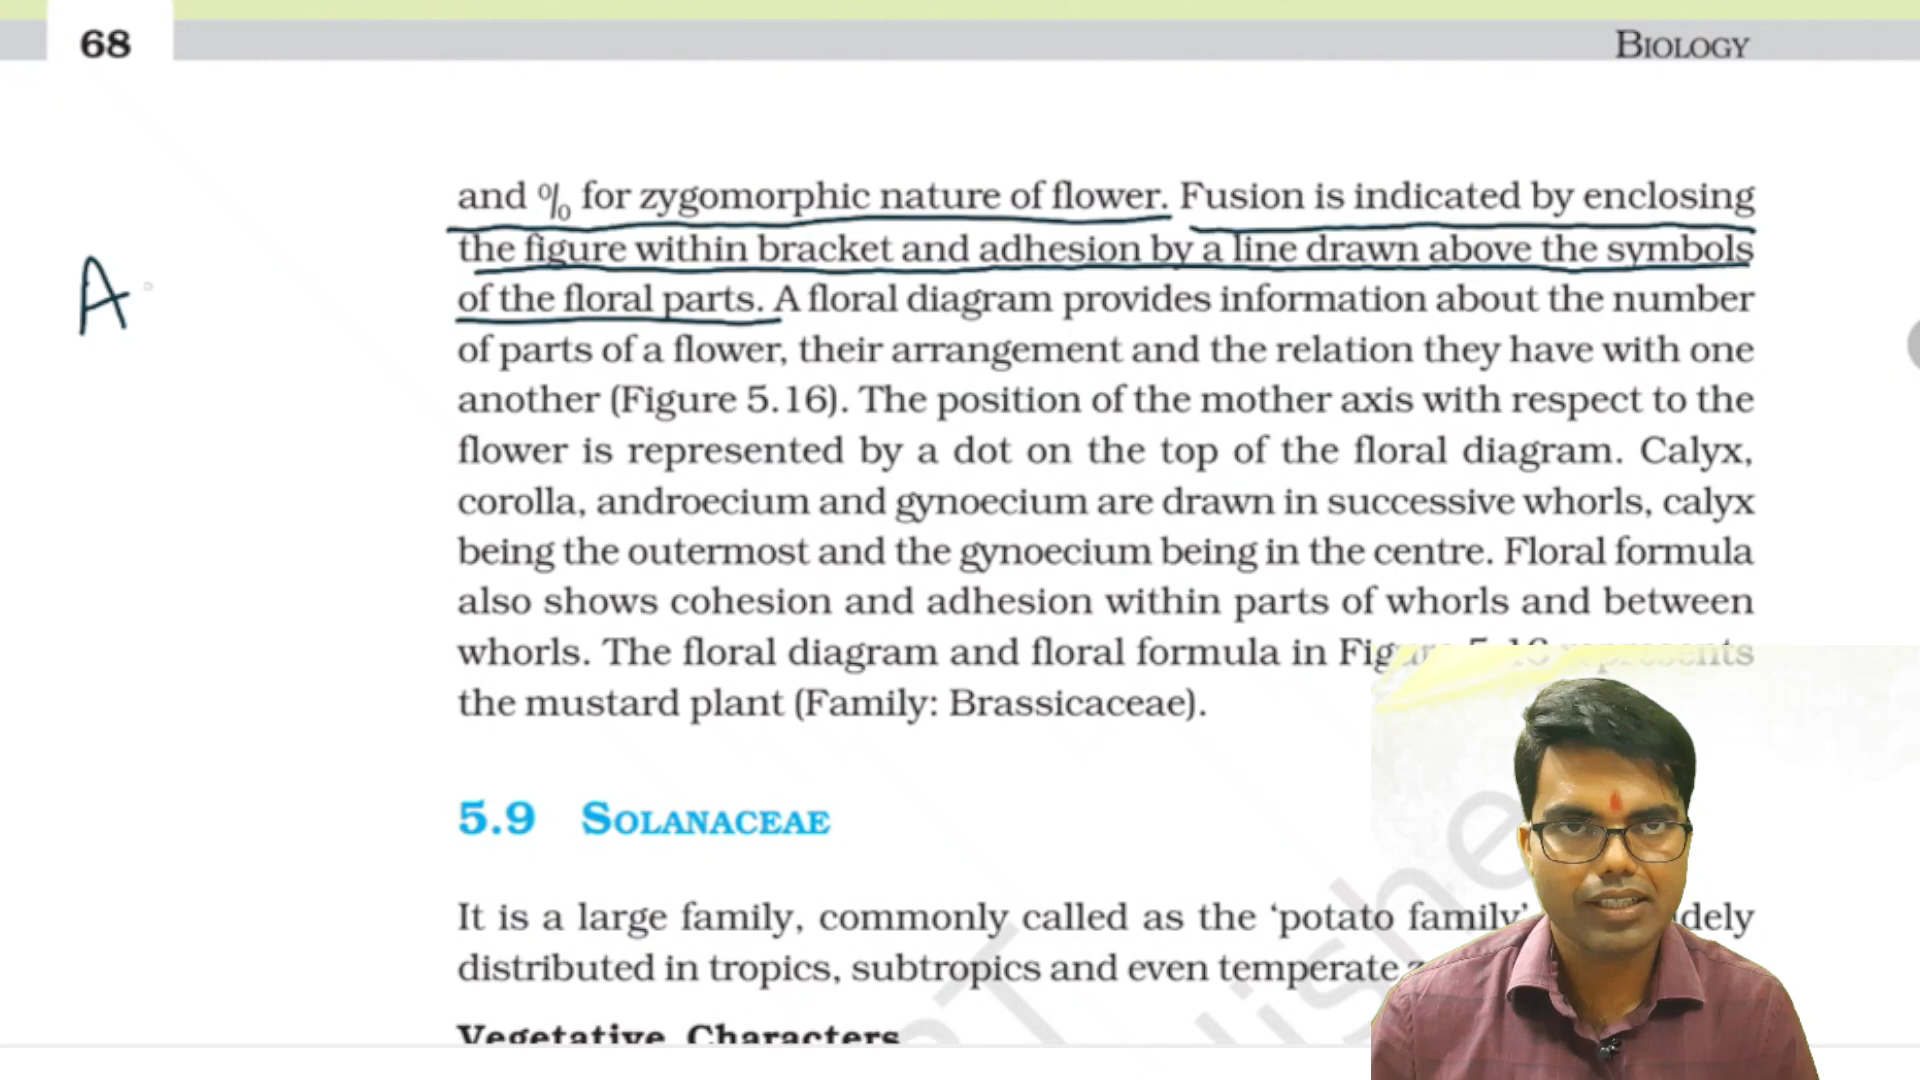 68
BIOLOGY
and % for zygomorphic nature of flower. Fusion is indicated by enclosing
the figure within bracket and adhesion by a line drawn above the symbols
A
of the floral parts. A floral diagram provides information about the number
of parts of a flower, their arrangement and the relation they have with one
another (Figure 5.16). The position of the mother axis with respect to the
flower is represented by a dot on the top of the floral diagram. Calyx,
corolla, androecium and gynoecium are drawn in successive whorls, calyx
being the outermost and the gynoecium being in the centre. Floral formula
also shows cohesion and adhesion within parts of whorls and between
whorls. The floral diagram and floral formula in Figure 5.16 represents
the mustard plant (Family: Brassicaceae).
5.9 SOLANACEAE
It is a large family, commonly called as the ‘potato family’ dely
distributed in tropics, subtropics and even temperate
Vegetative Characters